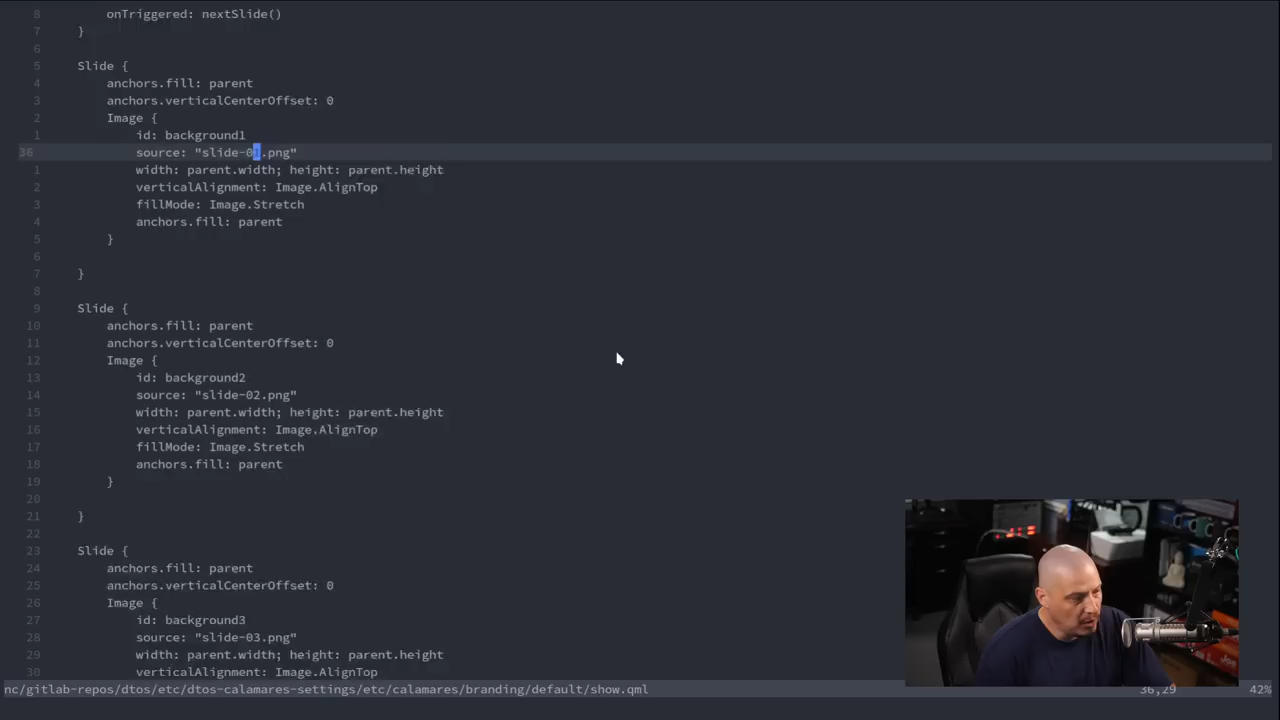 8 onTriggered: nextSlide()
7 }
6
5 Slide {
4 anchors.fill: parent
3 anchors.verticalCenterOffset: 0
2 Image {
1 id: background1
36 source: "slide-01.png"
1 width: parent.width; height: parent.height
2 verticalAlignment: Image.AlignTop
3 fillMode: Image.Stretch
4 anchors.fill: parent
5 }
6
7 }
8
9 Slide {
10 anchors.fill: parent
11 anchors.verticalCenterOffset: 0
12 Image {
13 id: background2
14 source: "slide-02.png"
15 width: parent.width; height: parent.height
16 verticalAlignment: Image.AlignTop
17 fillMode: Image.Stretch
18 anchors.fill: parent
19 }
20
21 }
22
23 Slide {
24 anchors.fill: parent
25 anchors.verticalCenterOffset: 0
26 Image {
27 id: background3
28 source: "slide-03.png"
29 width: parent.width; height: parent.height
30 verticalAlignment: Image.AlignTop
nc/gitlab-repos/dtos/etc/dtos-calamares-settings/etc/calamares/branding/default/show.qml 36,29 42%